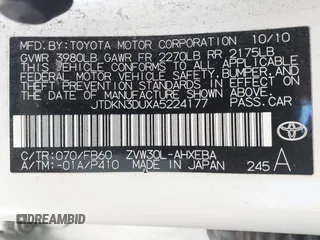 MFD. BY: TOYOTA MOTOR CORPORATION 10/10
GVWR 3980LB GAWR FR 2270LB RR 2175LB
THIS VEHICLE CONFORMS TO ALL APPLICABLE
FEDERAL MOTOR VEHICLE SAFETY, BUMPER, AND
THEFT PREVENTION STANDARDS IN EFFECT ON
THE DATE OF MANUFACTURE SHOWN ABOVE.
JTDKN3DUXA5224177
PASS. CAR
C/TR:070/FB60 ZVW30L-AHXEBA
A/TM:-01A/P410 MADE IN JAPAN 245 A
TOYOTA
DREAMBID